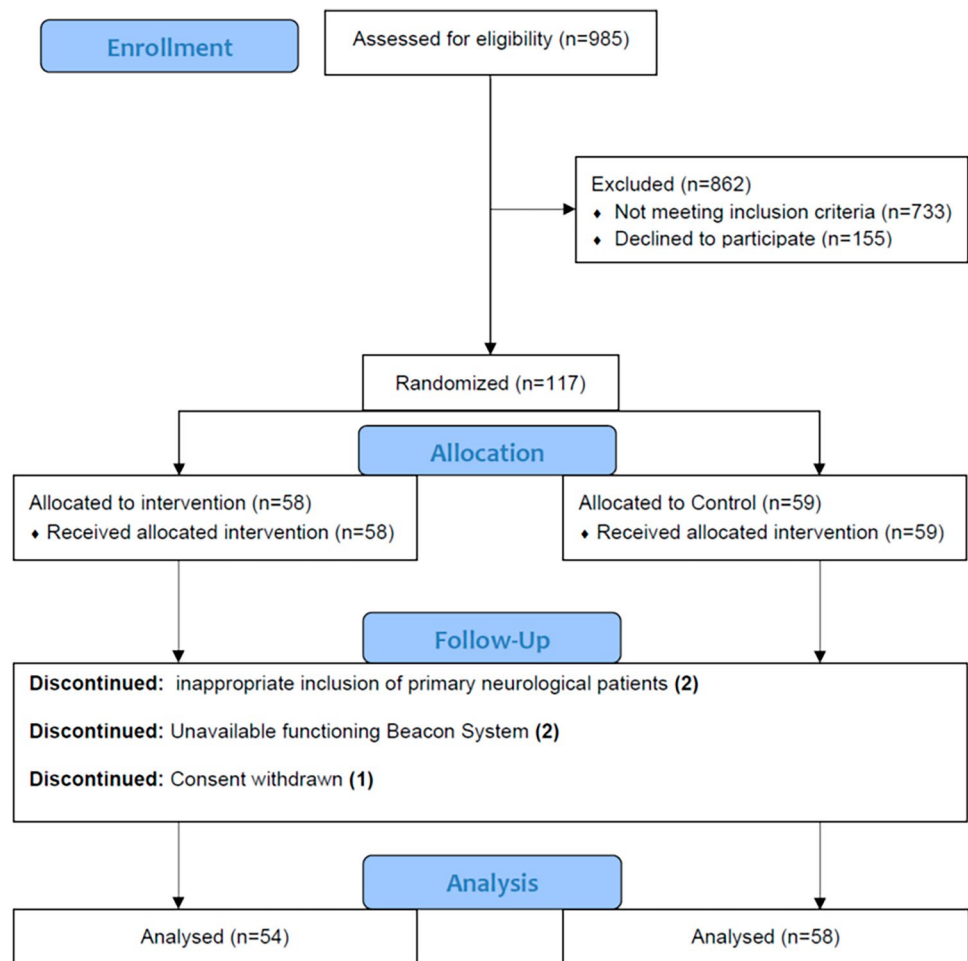 Enrollment
Assessed for eligibility (n=985)
Excluded (n=862)
♦ Not meeting inclusion criteria (n=733)
♦ Declined to participate (n=155)
Randomized (n=117)
Allocation
Allocated to intervention (n=58)
♦ Received allocated intervention (n=58)
Allocated to Control (n=59)
♦ Received allocated intervention (n=59)
Follow-Up
Discontinued: inappropriate inclusion of primary neurological patients (2)
Discontinued: Unavailable functioning Beacon System (2)
Discontinued: Consent withdrawn (1)
Analysis
Analysed (n=54)
Analysed (n=58)